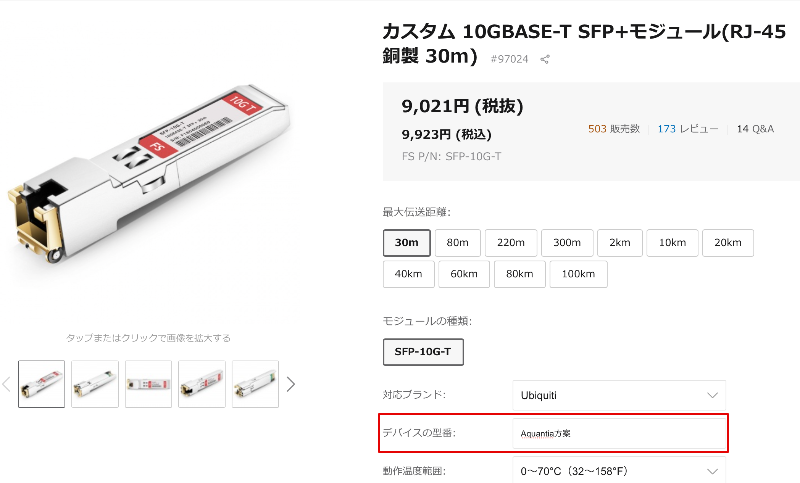 カスタム 10GBASE-T SFP+モジュール(RJ-45
銅製 30m) #97024
10G T
SFP-10G-T
FS
9,021円 (税抜)
9,923円 (税込)
503 販売数 173 レビュー 14 Q&A
FS P/N: SFP-10G-T
最大伝送距離:
30m 80m 220m 300m 2km 10km 20km
40km 60km 80km 100km
タップまたはクリックで画像を拡大する
モジュールの種類:
SFP-10G-T
対応ブランド: Ubiquiti
デバイスの型番: Aquantia方案
動作温度範囲: 0～70°C（32～158°F）